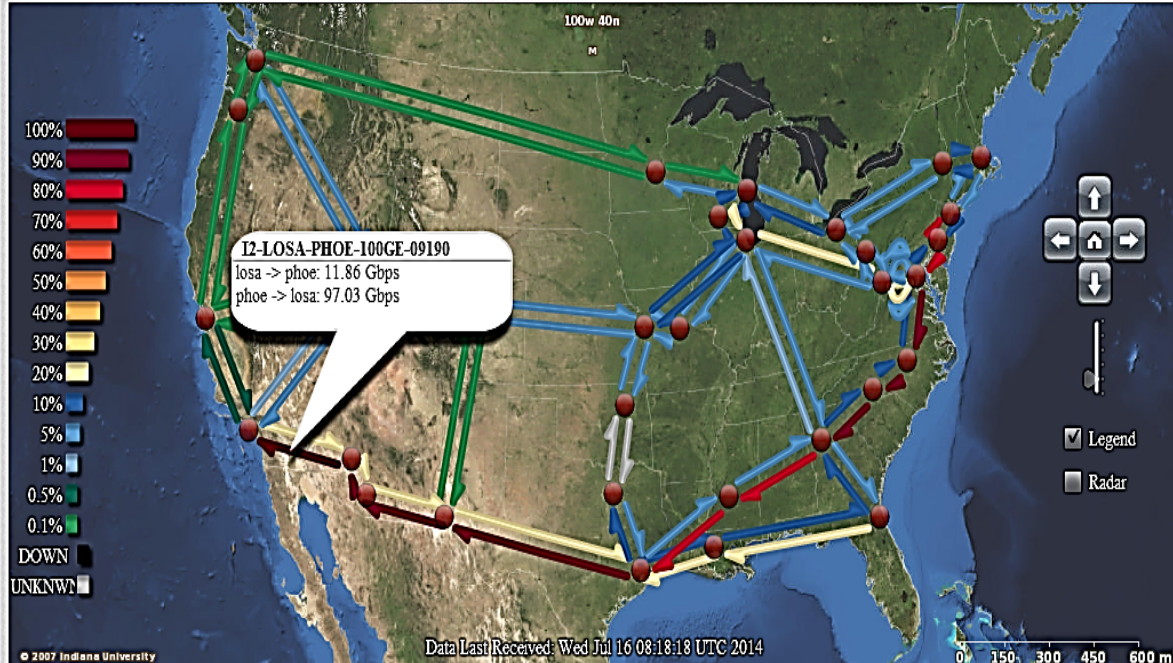 100w 40n
M
100%
90%
80%
70%
60%
50%
40%
30%
20%
10%
5%
1%
0.5%
0.1%
DOWN
UNKNWN
I2-LOSA-PHOE-100GE-09190
losa -> phoe: 11.86 Gbps
phoe -> losa: 97.03 Gbps
Legend
Radar
Data Last Received: Wed Jul 16 08:18:18 UTC 2014
© 2007 Indiana University
0 150 300 450 600 m